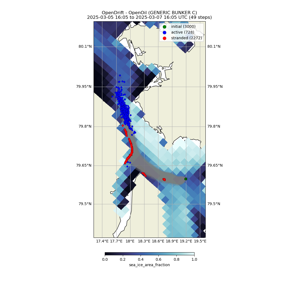 OpenDrift - OpenOil (GENERIC BUNKER C)
2025-03-05 16:05 to 2025-03-07 16:05 UTC (49 steps)
initial (3000)
active (728)
stranded (2272)
80.1°N 80.1°N
79.95°N 79.95°N
79.8°N 79.8°N
79.65°N 79.65°N
79.5°N 79.5°N
17.4°E 17.7°E 18°E 18.3°E 18.6°E 18.9°E 19.2°E 19.5°E
0.0 0.2 0.4 0.6 0.8 1.0
sea_ice_area_fraction